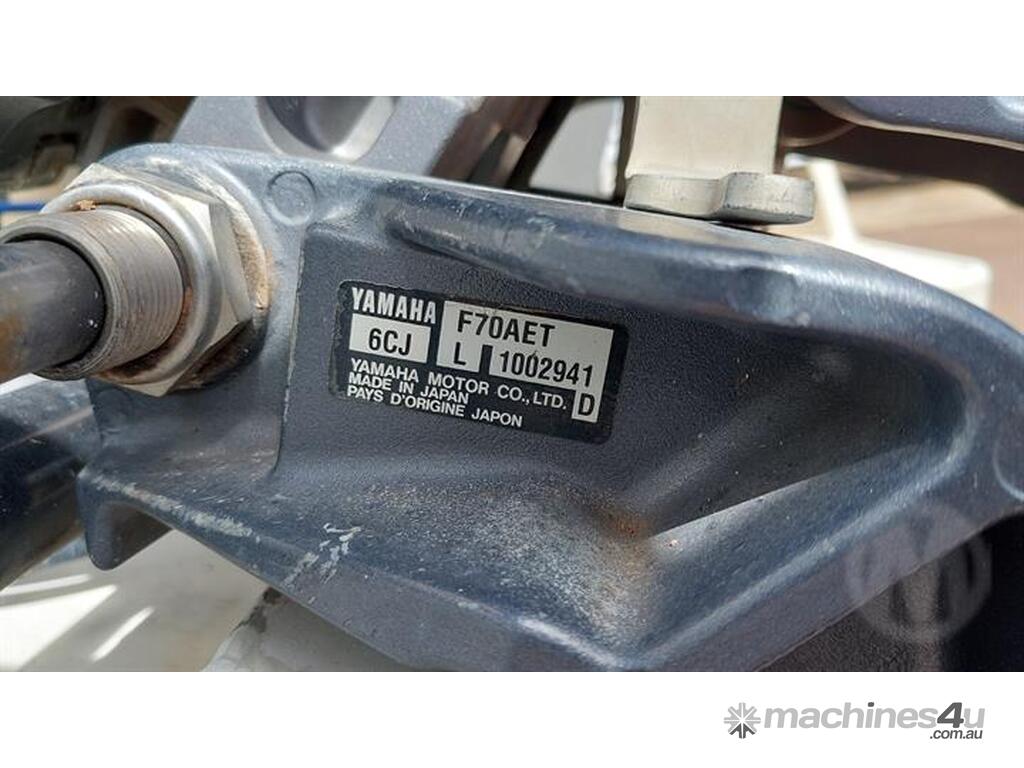 YAMAHA F70AET
6CJ L 1002941
YAMAHA MOTOR CO., LTD. D
MADE IN JAPAN
PAYS D'ORIGINE JAPON
machines4u
.com.au